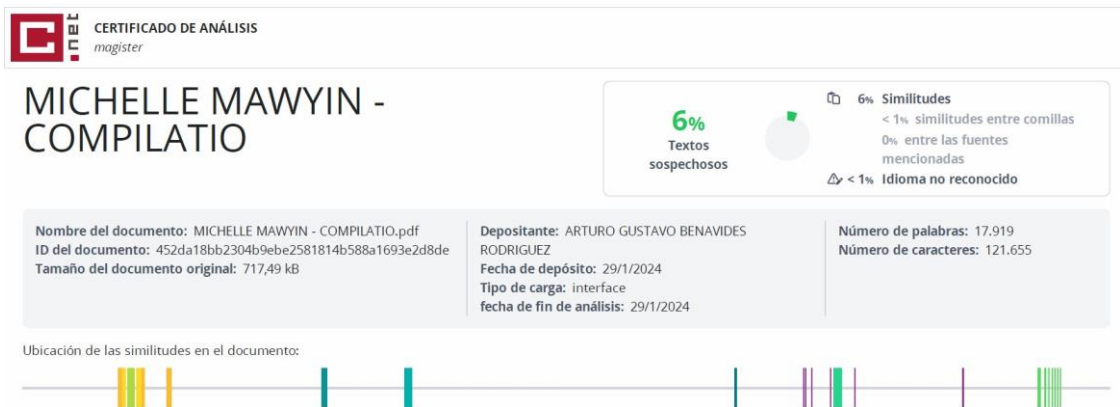 C
.net
CERTIFICADO DE ANÁLISIS
magister
MICHELLE MAWYIN -
COMPILATIO
6%
Textos
sospechosos
6% Similitudes
< 1% similitudes entre comillas
0% entre las fuentes
mencionadas
< 1% Idioma no reconocido
Nombre del documento: MICHELLE MAWYIN - COMPILATIO.pdf
ID del documento: 452da18bb2304b9ebe2581814b588a1693e2d8de
Tamaño del documento original: 717,49 kB
Depositante: ARTURO GUSTAVO BENAVIDES
RODRIGUEZ
Fecha de depósito: 29/1/2024
Tipo de carga: interface
fecha de fin de análisis: 29/1/2024
Número de palabras: 17.919
Número de caracteres: 121.655
Ubicación de las similitudes en el documento: